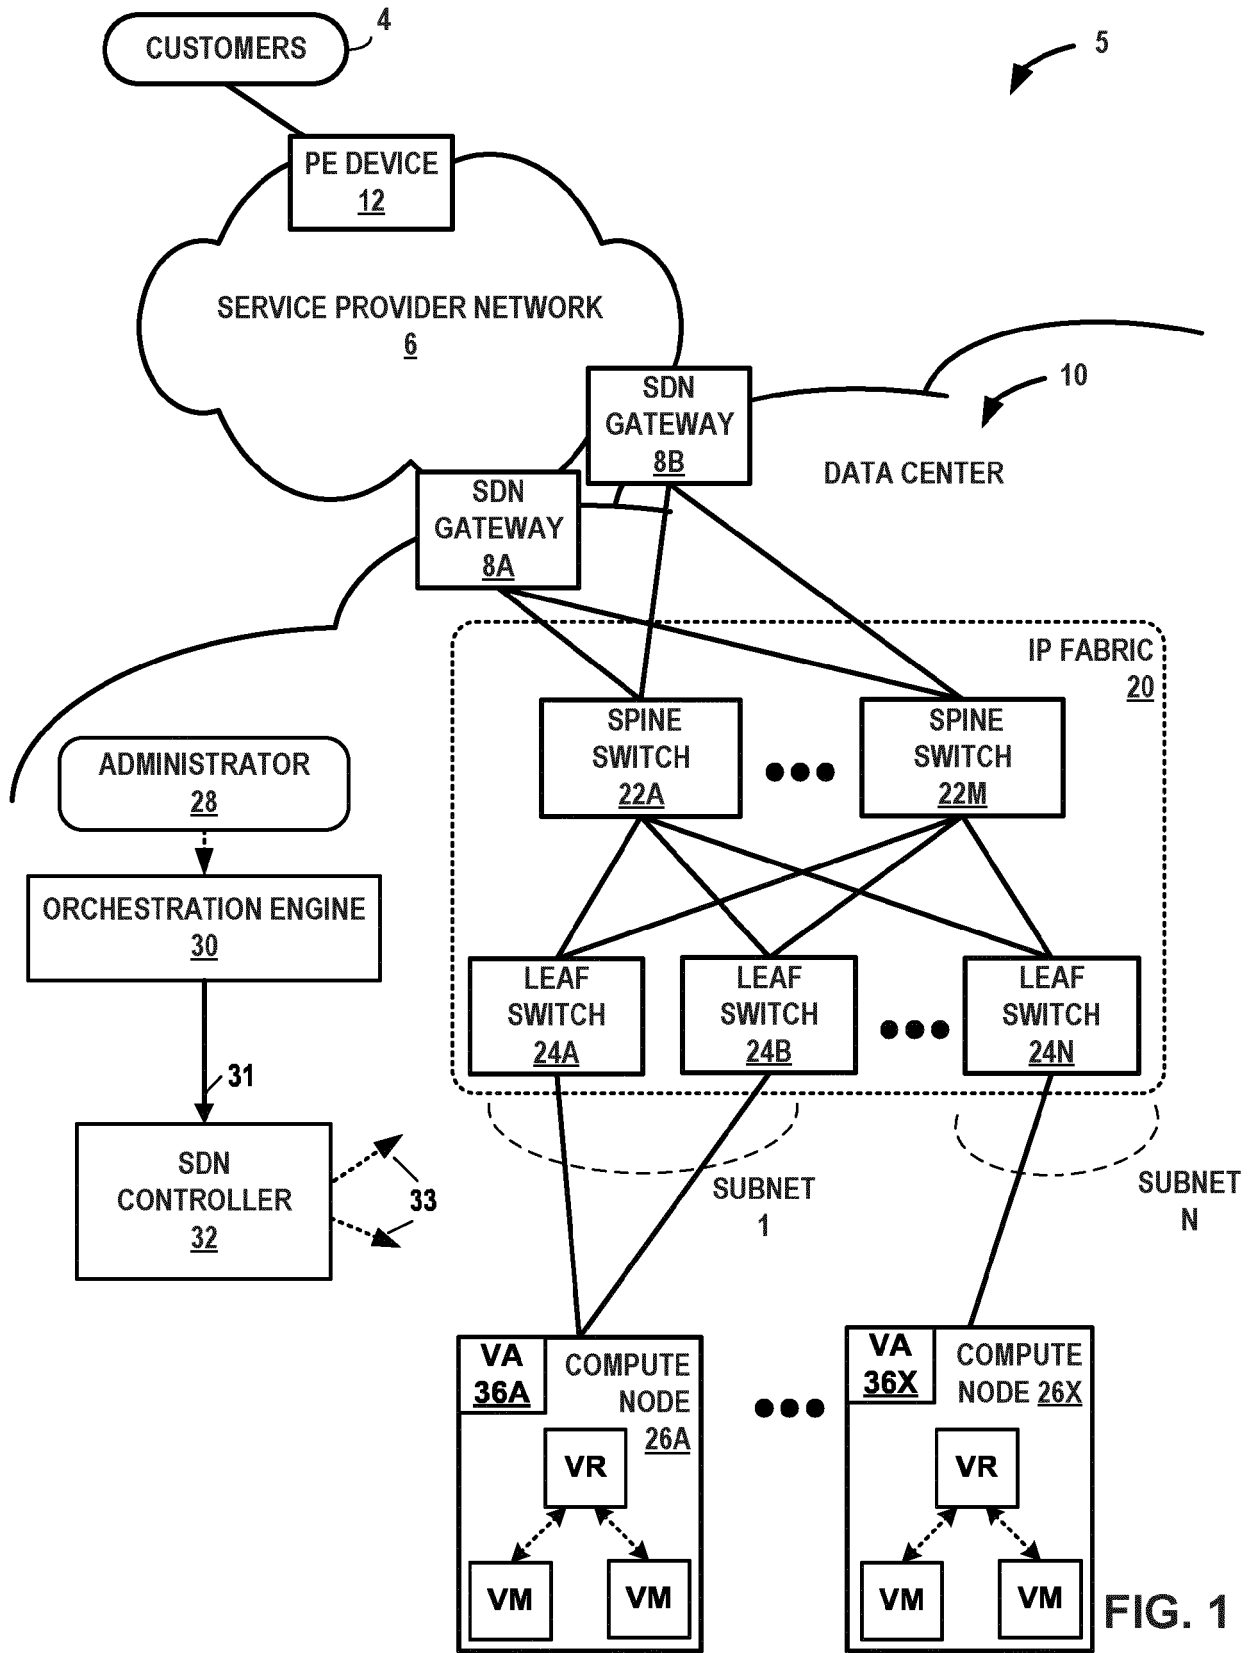 CUSTOMERS
4
5
PE DEVICE
12
SERVICE PROVIDER NETWORK
6
SDN
GATEWAY
8B
10
DATA CENTER
SDN
GATEWAY
8A
IP FABRIC
20
SPINE
SWITCH
22A
SPINE
SWITCH
22M
ADMINISTRATOR
28
ORCHESTRATION ENGINE
30
LEAF
SWITCH
24A
LEAF
SWITCH
24B
LEAF
SWITCH
24N
31
SDN
CONTROLLER
32
33
SUBNET
1
SUBNET
N
VA
36A
COMPUTE
NODE
26A
VR
VM
VM
VA
36X
COMPUTE
NODE 26X
VR
VM
VM
FIG. 1